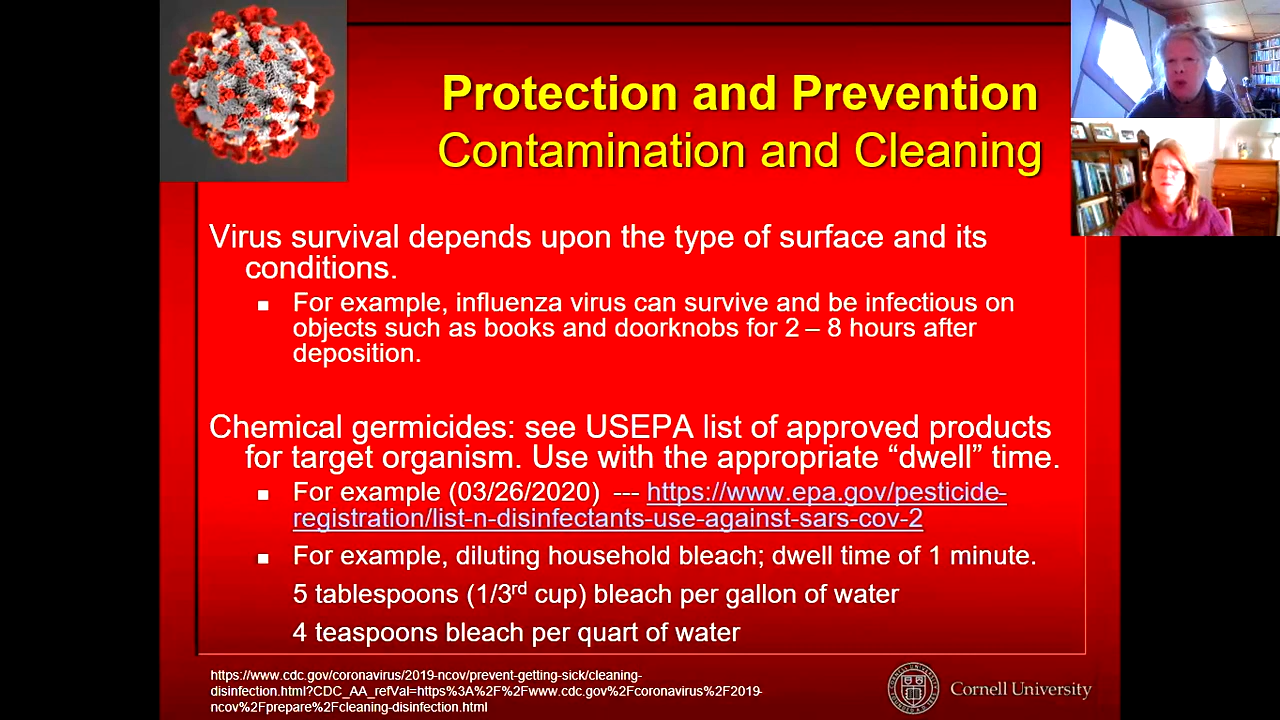 Protection and Prevention
Contamination and Cleaning
Virus survival depends upon the type of surface and its
conditions.
■ For example, influenza virus can survive and be infectious on
objects such as books and doorknobs for 2 – 8 hours after
deposition.
Chemical germicides: see USEPA list of approved products
for target organism. Use with the appropriate “dwell” time.
■ For example (03/26/2020) --- https://www.epa.gov/pesticide-
registration/list-n-disinfectants-use-against-sars-cov-2
■ For example, diluting household bleach; dwell time of 1 minute.
5 tablespoons (1/3rd cup) bleach per gallon of water
4 teaspoons bleach per quart of water
https://www.cdc.gov/coronavirus/2019-ncov/prevent-getting-sick/cleaning-
disinfection.html?CDC_AA_refVal=https%3A%2F%2Fwww.cdc.gov%2Fcoronavirus%2F2019-
ncov%2Fprepare%2Fcleaning-disinfection.html
Cornell University